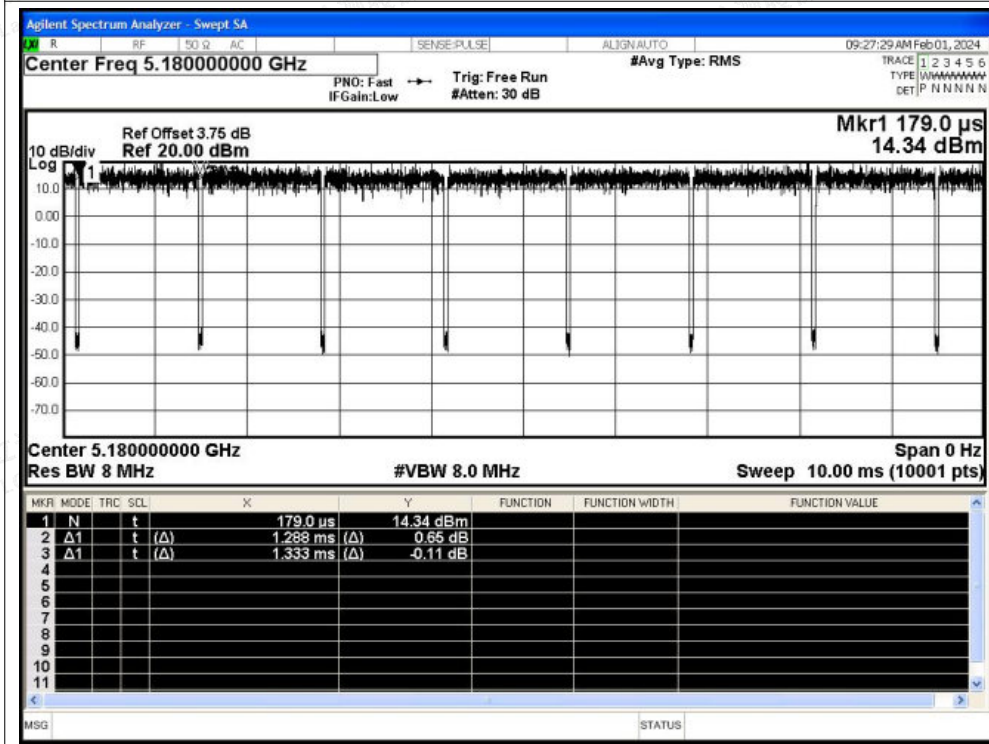 Agilent Spectrum Analyzer - Swept SA
LXI R RF 50 Ω AC SENSE:PULSE ALIGN AUTO 09:27:29 AM Feb 01, 2024
Center Freq 5.180000000 GHz #Avg Type: RMS TRACE 1 2 3 4 5 6
PNO: Fast Trig: Free Run TYPE WWWWWW
IFGain:Low #Atten: 30 dB DET P N N N N N
Mkr1 179.0 µs
Ref Offset 3.75 dB
10 dB/div Ref 20.00 dBm 14.34 dBm
Log
1
10.0
0.00
-10.0
-20.0
-30.0
-40.0
-50.0
-60.0
-70.0
Center 5.180000000 GHz Span 0 Hz
Res BW 8 MHz #VBW 8.0 MHz Sweep 10.00 ms (10001 pts)
MKR MODE TRC SCL X Y FUNCTION FUNCTION WIDTH FUNCTION VALUE
1 N t 179.0 µs 14.34 dBm
2 Δ1 t (Δ) 1.288 ms (Δ) 0.65 dB
3 Δ1 t (Δ) 1.333 ms (Δ) -0.11 dB
4
5
6
7
8
9
10
11
MSG STATUS